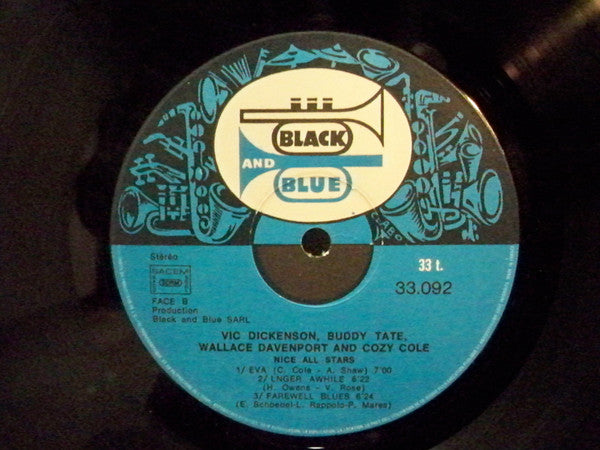 BLACK
AND
BLUE
Stéréo
33 t.
SACEM
33.092
FACE B
Production
Black and Blue SARL
VIC DICKENSON, BUDDY TATE,
WALLACE DAVENPORT AND COZY COLE
NICE ALL STARS
1/ EVA (C. Cole - A. Shaw) 7'00
2/ LNGER AWHILE 6'22
(H. Owens - V. Rose)
3/ FAREWELL BLUES 6'24
(E. Schoebel-L. Rappolo-P. Mares)